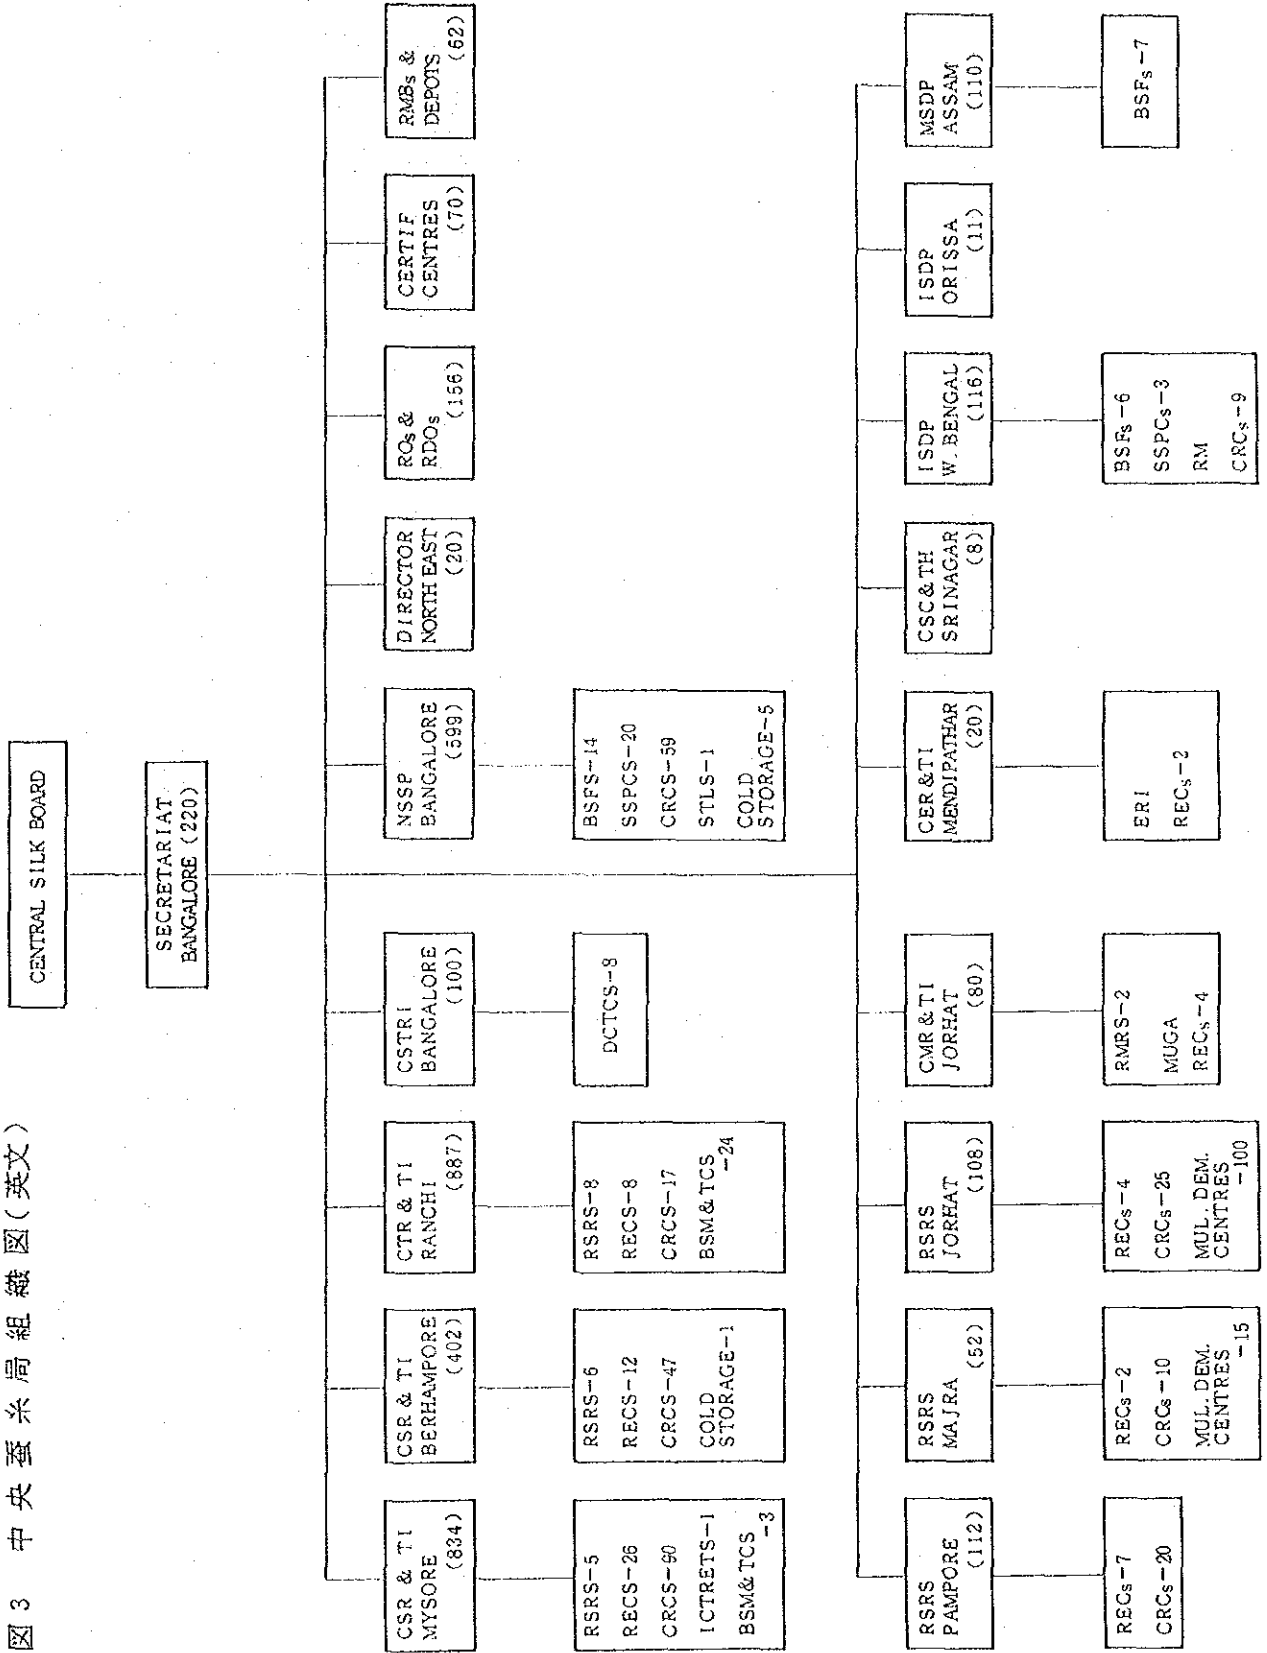 図3 中央蚕糸局組織図(英文)
CENTRAL SILK BOARD
SECRETARIAT
BANGALORE (220)
CSR & TI
MYSORE
(834)
CSR & TI
BERHAMPORE
(402)
CTR & TI
RANCHI
(887)
CSTRI
BANGALORE
(100)
NSSP
BANGALORE
(599)
DIRECTOR
NORTH EAST
(20)
ROs &
RDOs
(156)
CERTIF
CENTRES
(70)
RMBs &
DEPOTS
(62)
RSRS-5
RECS-26
CRCS-90
ICTRETS-1
BSM&TCS
-3
RSRS-6
RECS-12
CRCS-47
COLD
STORAGE-1
RSRS-8
RECS-8
CRCS-17
BSM&TCS
-24
DCTCS-8
BSFS-14
SSPCS-20
CRCS-59
STLS-1
COLD
STORAGE-5
RSRS
PAMPORE
(112)
RSRS
MAJRA
(52)
RSRS
JORHAT
(108)
CMR&TI
JORHAT
(80)
CER&TI
MENDIPATHAR
(20)
CSC&TH
SRINAGAR
(8)
ISDP
W. BENGAL
(116)
ISDP
ORISSA
(11)
MSDP
ASSAM
(110)
RECs-7
CRCs-20
RECs-2
CRCs-10
MUL. DEM.
CENTRES
-15
RECs-4
CRCs-25
MUL. DEM.
CENTRES
-100
RMRS-2
MUGA
RECs-4
ERI
RECs-2
BSFs-6
SSPCs-3
RM
CRCs-9
BSFs-7